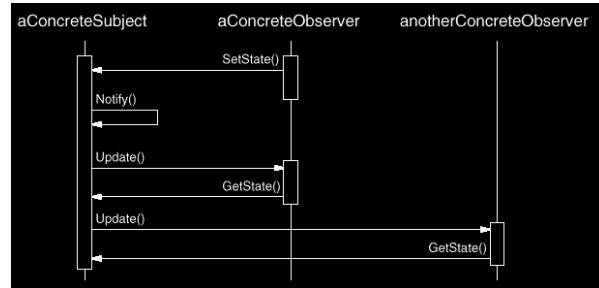 aConcreteSubject aConcreteObserver anotherConcreteObserver
SetState()
Notify()
Update()
GetState()
Update()
GetState()